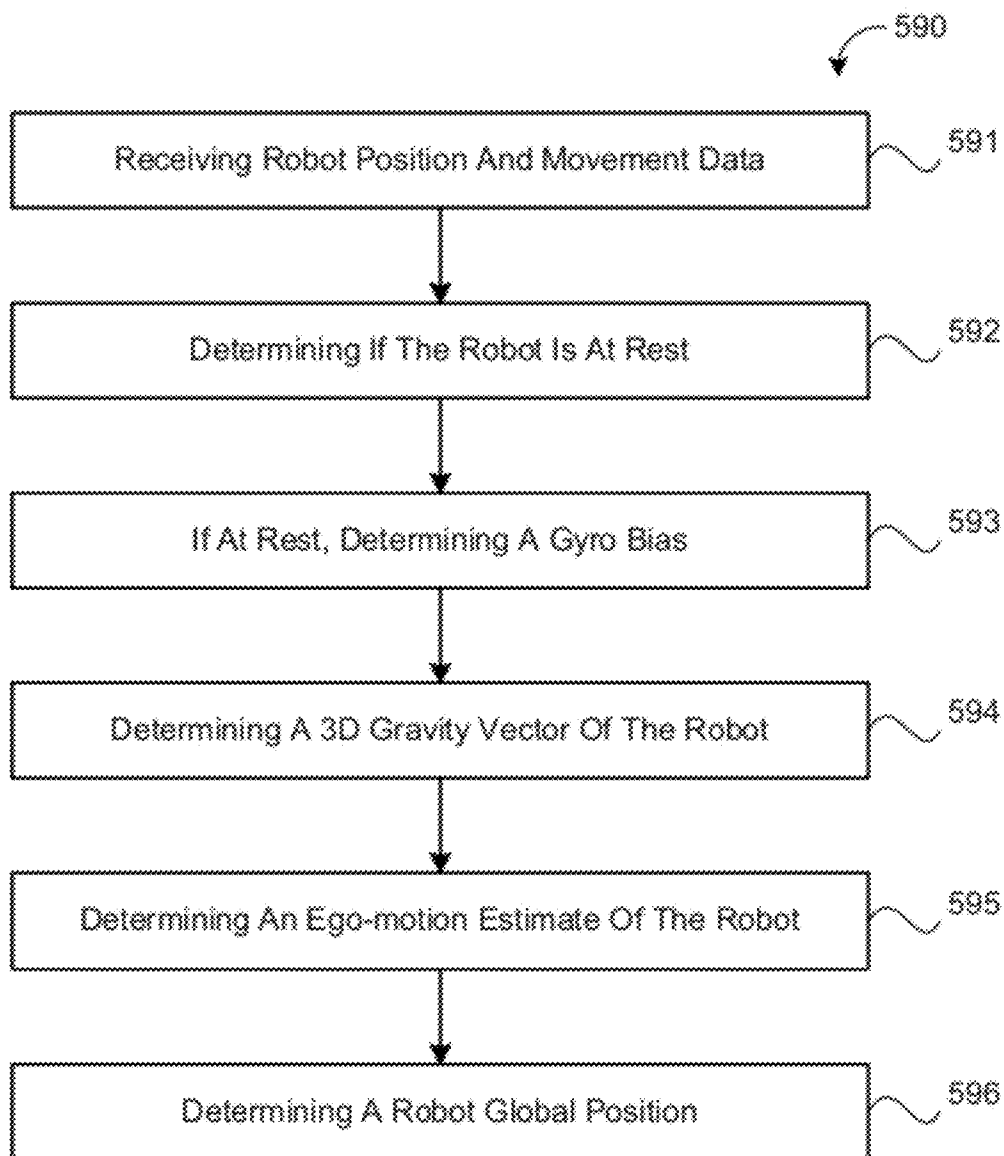 590
Receiving Robot Position And Movement Data
591
Determining If The Robot Is At Rest
592
If At Rest, Determining A Gyro Bias
593
Determining A 3D Gravity Vector Of The Robot
594
Determining An Ego-motion Estimate Of The Robot
595
Determining A Robot Global Position
596